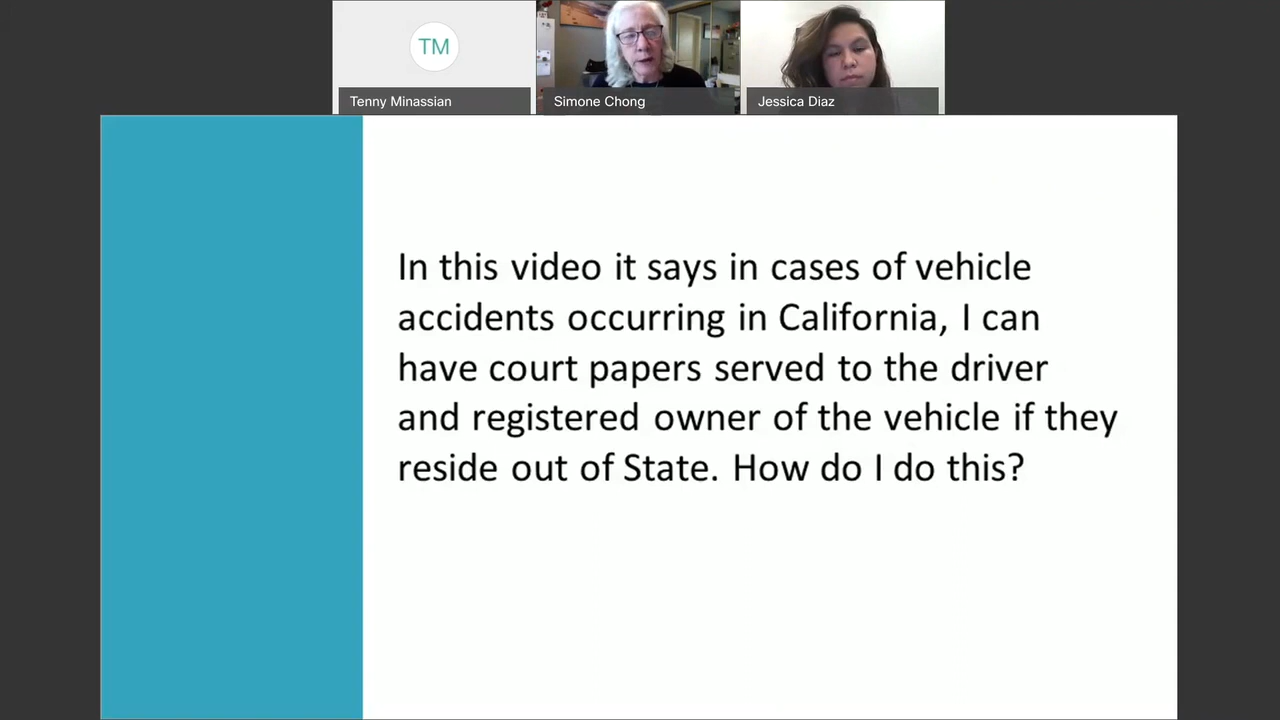 TM
Tenny Minassian
Simone Chong
Jessica Diaz
In this video it says in cases of vehicle
accidents occurring in California, I can
have court papers served to the driver
and registered owner of the vehicle if they
reside out of State. How do I do this?